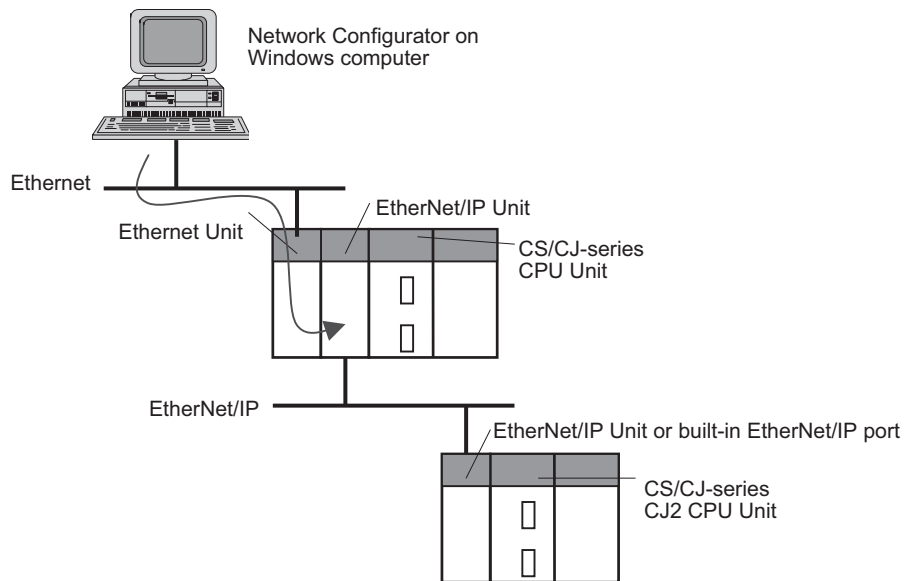 Network Configurator on
Windows computer
Ethernet
EtherNet/IP Unit
Ethernet Unit
CS/CJ-series
CPU Unit
EtherNet/IP
EtherNet/IP Unit or built-in EtherNet/IP port
CS/CJ-series
CJ2 CPU Unit